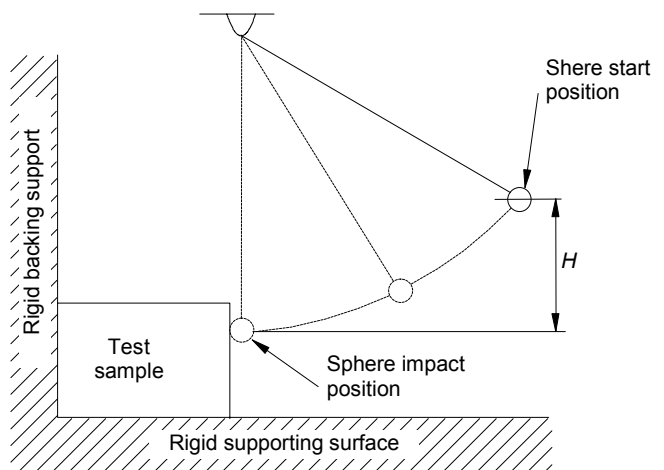 Shere start
position
Rigid backing support
H
Test
sample
Sphere impact
position
Rigid supporting surface